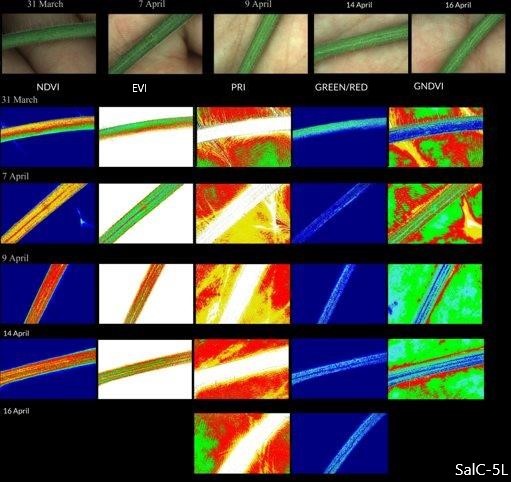 31 March 7 April 9 April 14 April 16 April
NDVI EVI PRI GREEN/RED GNDVI
31 March
7 April
9 April
14 April
16 April
SalC-5L